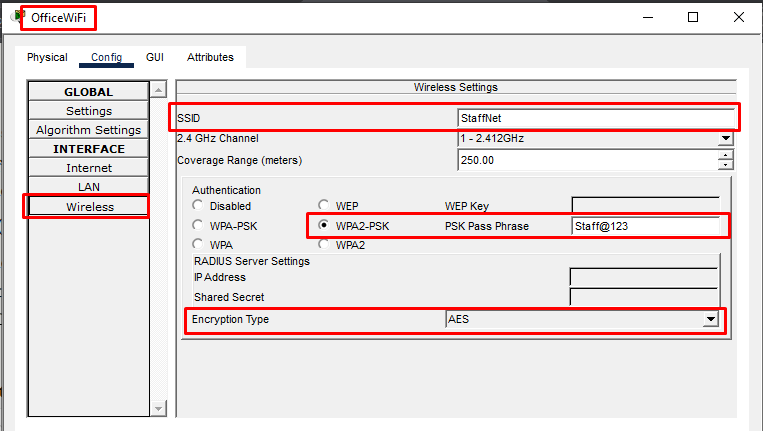 OfficeWiFi
Physical Config GUI Attributes
GLOBAL
Settings
Algorithm Settings
INTERFACE
Internet
LAN
Wireless
Wireless Settings
SSID StaffNet
2.4 GHz Channel 1 - 2.412GHz
Coverage Range (meters) 250.00
Authentication
Disabled WEP WEP Key
WPA-PSK WPA2-PSK PSK Pass Phrase Staff@123
WPA WPA2
RADIUS Server Settings
IP Address
Shared Secret
Encryption Type AES